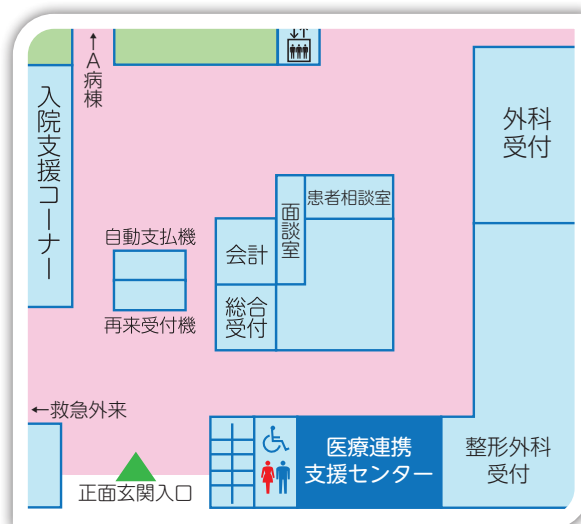 ↑A病棟
入院支援コーナー
外科
受付
患者相談室
面談室
自動支払機
会計
総合
受付
再来受付機
←救急外来
医療連携
支援センター
整形外科
受付
正面玄関入口